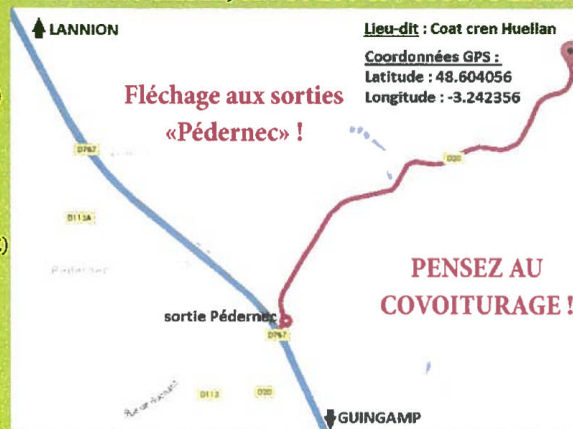 LANNION
Lieu-dit : Coat cren Huellan
Coordonnées GPS :
Latitude : 48.604056
Longitude : -3.242356
Fléchage aux sorties
«Pédernec» !
D767
D20
D113A
Pédernec
PENSEZ AU
COVOITURAGE !
sortie Pédernec
D767
D113
D20
GUINGAMP